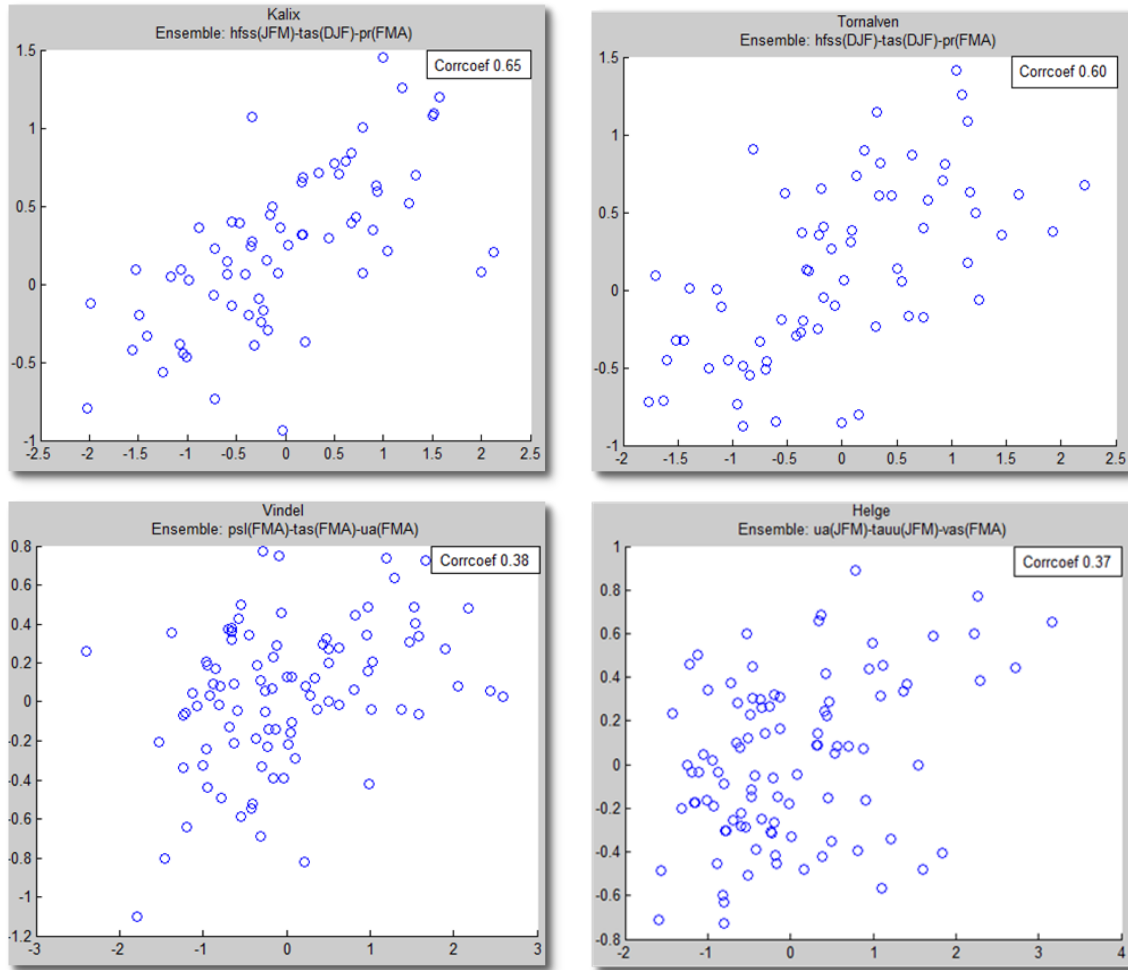 Kalix
Ensemble: hfss(JFM)-tas(DJF)-pr(FMA)
Corrcoef 0.65
1.5
1
0.5
0
-0.5
-1
-2.5 -2 -1.5 -1 -0.5 0 0.5 1 1.5 2 2.5
Tornalven
Ensemble: hfss(DJF)-tas(DJF)-pr(FMA)
Corrcoef 0.60
1.5
1
0.5
0
-0.5
-1
-2 -1.5 -1 -0.5 0 0.5 1 1.5 2 2.5
Vindel
Ensemble: psl(FMA)-tas(FMA)-ua(FMA)
Corrcoef 0.38
0.8
0.6
0.4
0.2
0
-0.2
-0.4
-0.6
-0.8
-1
-1.2
-3 -2 -1 0 1 2 3
Helge
Ensemble: ua(JFM)-tauu(JFM)-vas(FMA)
Corrcoef 0.37
1
0.8
0.6
0.4
0.2
0
-0.2
-0.4
-0.6
-0.8
-2 -1 0 1 2 3 4